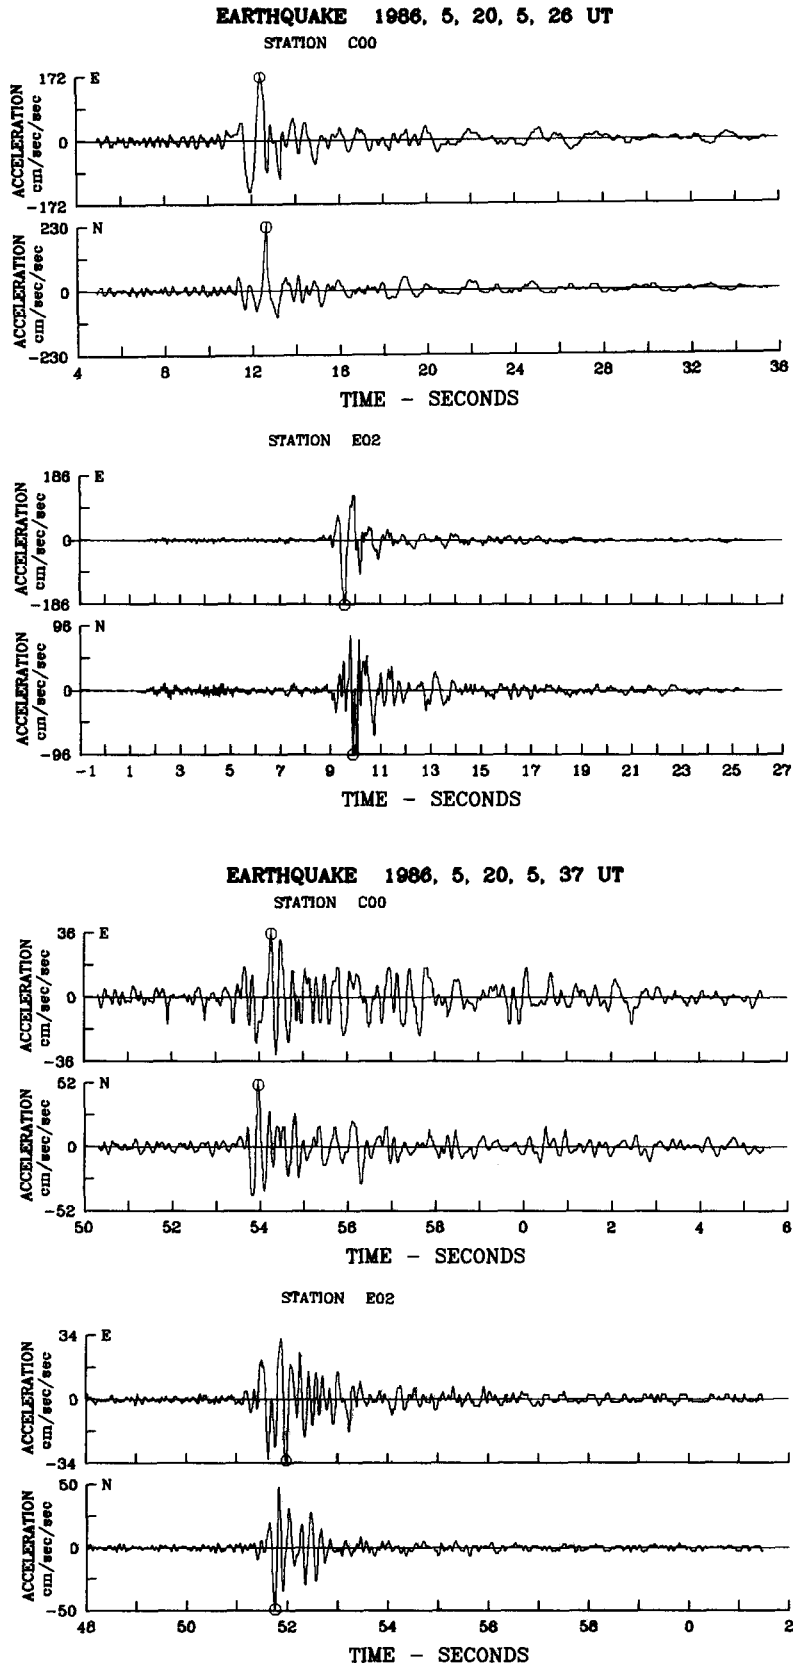 EARTHQUAKE 1986, 5, 20, 5, 26 UT
STATION C00
ACCELERATION
cm/sec/sec
172
0
-172
E
ACCELERATION
cm/sec/sec
230
0
-230
N
4 8 12 16 20 24 28 32 36
TIME - SECONDS
STATION E02
ACCELERATION
cm/sec/sec
186
0
-186
E
ACCELERATION
cm/sec/sec
96
0
-96
N
-1 1 3 5 7 9 11 13 15 17 19 21 23 25 27
TIME - SECONDS
EARTHQUAKE 1986, 5, 20, 5, 37 UT
STATION C00
ACCELERATION
cm/sec/sec
36
0
-36
E
ACCELERATION
cm/sec/sec
52
0
-52
N
50 52 54 56 58 0 2 4 6
TIME - SECONDS
STATION E02
ACCELERATION
cm/sec/sec
34
0
-34
E
ACCELERATION
cm/sec/sec
50
0
-50
N
48 50 52 54 56 58 0 2
TIME - SECONDS